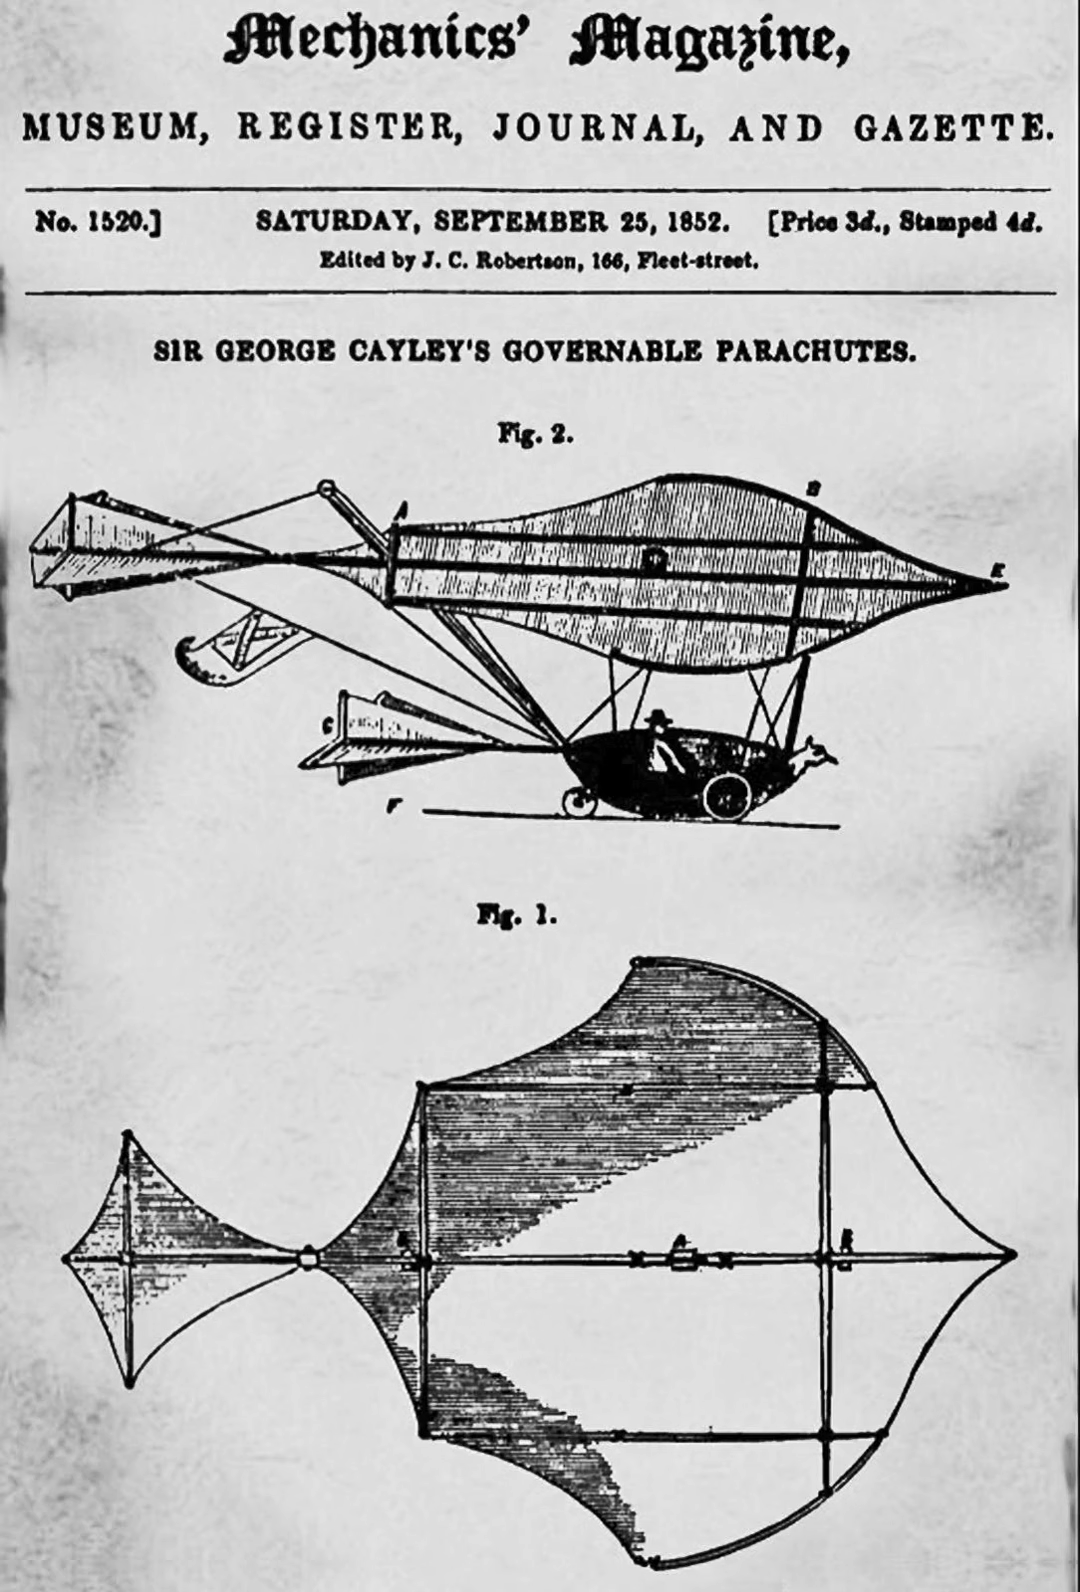 Mechanics' Magazine,
MUSEUM, REGISTER, JOURNAL, AND GAZETTE.
No. 1520.] SATURDAY, SEPTEMBER 25, 1852. [Price 3d., Stamped 4d.
Edited by J. C. Robertson, 166, Fleet-street.
SIR GEORGE CAYLEY'S GOVERNABLE PARACHUTES.
Fig. 2.
A
B
E
C
F
Fig. 1.
A